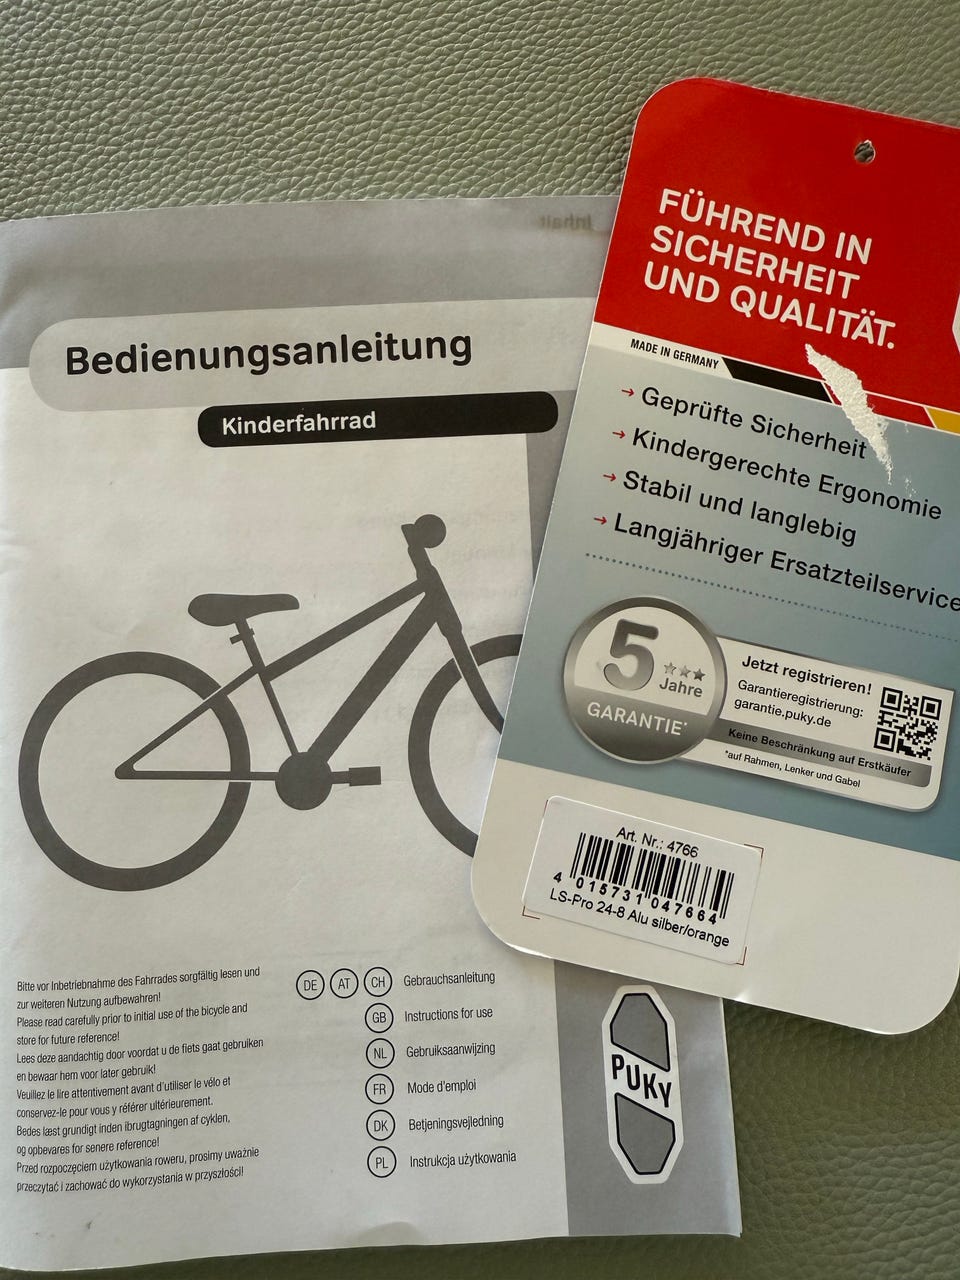 Inhalt
Bedienungsanleitung
Kinderfahrrad
Bitte vor Inbetriebnahme des Fahrrades sorgfältig lesen und
zur weiteren Nutzung aufbewahren!
Please read carefully prior to initial use of the bicycle and
store for future reference!
Lees deze aandachtig door voordat u de fiets gaat gebruiken
en bewaar hem voor later gebruik!
Veuillez le lire attentivement avant d'utiliser le vélo et
conservez-le pour vous y référer ultérieurement.
Bedes læst grundigt inden ibrugtagningen af cyklen,
og opbevares for senere reference!
Przed rozpoczęciem użytkowania roweru, prosimy uważnie
przeczytać i zachować do wykorzystania w przyszłości!
DE AT CH Gebrauchsanleitung
GB Instructions for use
NL Gebruiksaanwijzing
FR Mode d'emploi
DK Betjeningsvejledning
PL Instrukcja użytkowania
PUKY
FÜHREND IN
SICHERHEIT
UND QUALITÄT.
MADE IN GERMANY
→ Geprüfte Sicherheit
→ Kindergerechte Ergonomie
→ Stabil und langlebig
→ Langjähriger Ersatzteilservice
5
Jahre
GARANTIE*
Jetzt registrieren!
Garantieregistrierung:
garantie.puky.de
Keine Beschränkung auf Erstkäufer
*auf Rahmen, Lenker und Gabel
Art. Nr.: 4766
4 015731 047664
LS-Pro 24-8 Alu silber/orange